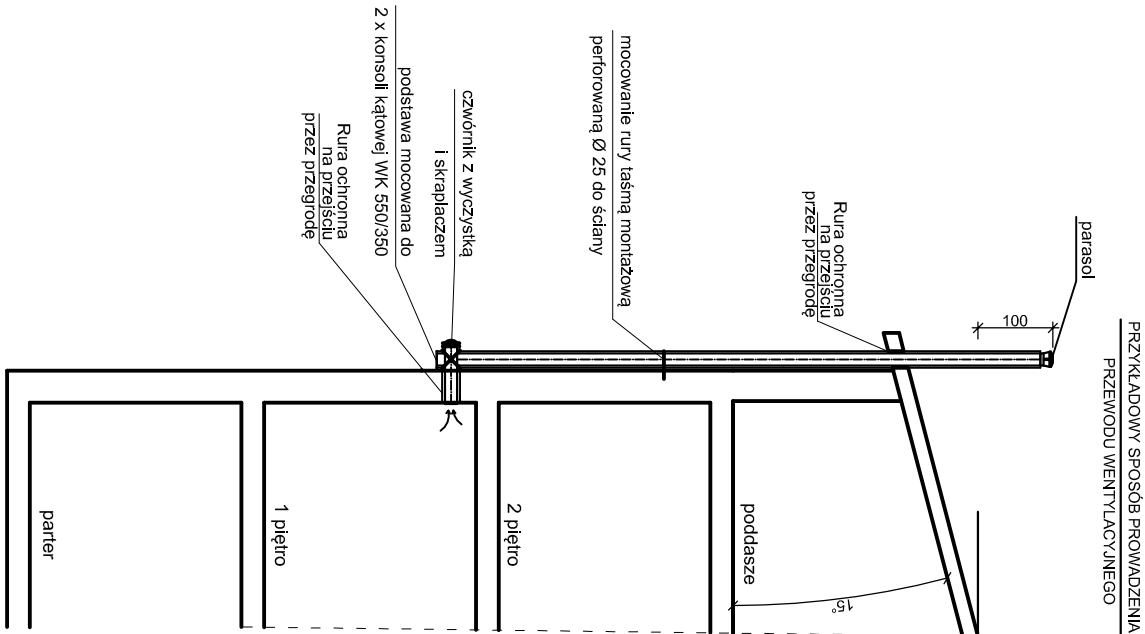 PRZYKŁADOWY SPOSÓB PROWADZENIA
PRZEWODU WENTYLACYJNEGO
parasol
100
Rura ochronna
na przejściu
przez przegrodę
mocowanie rury taśmą montażową
perforowaną Ø 25 do ściany
czwórnik z wyczystką
i skraplaczem
podstawa mocowana do
2 x konsoli kątowej WK 550/350
Rura ochronna
na przejściu
przez przegrodę
15°
poddasze
2 piętro
1 piętro
parter